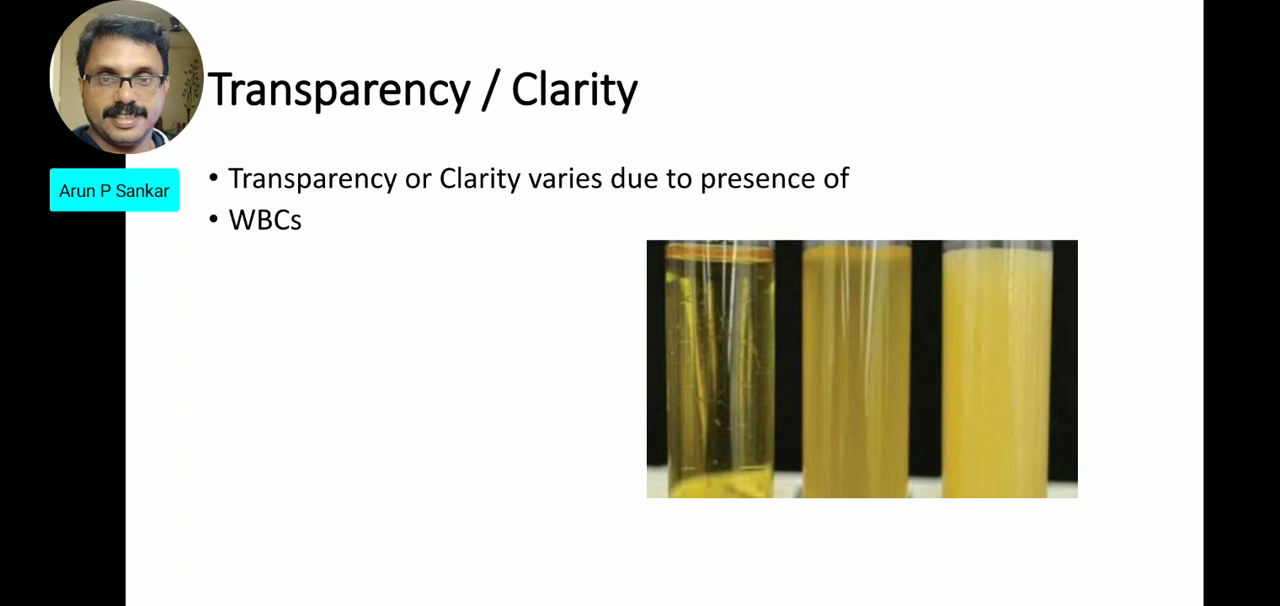 Transparency / Clarity
Arun P Sankar
• Transparency or Clarity varies due to presence of
• WBCs